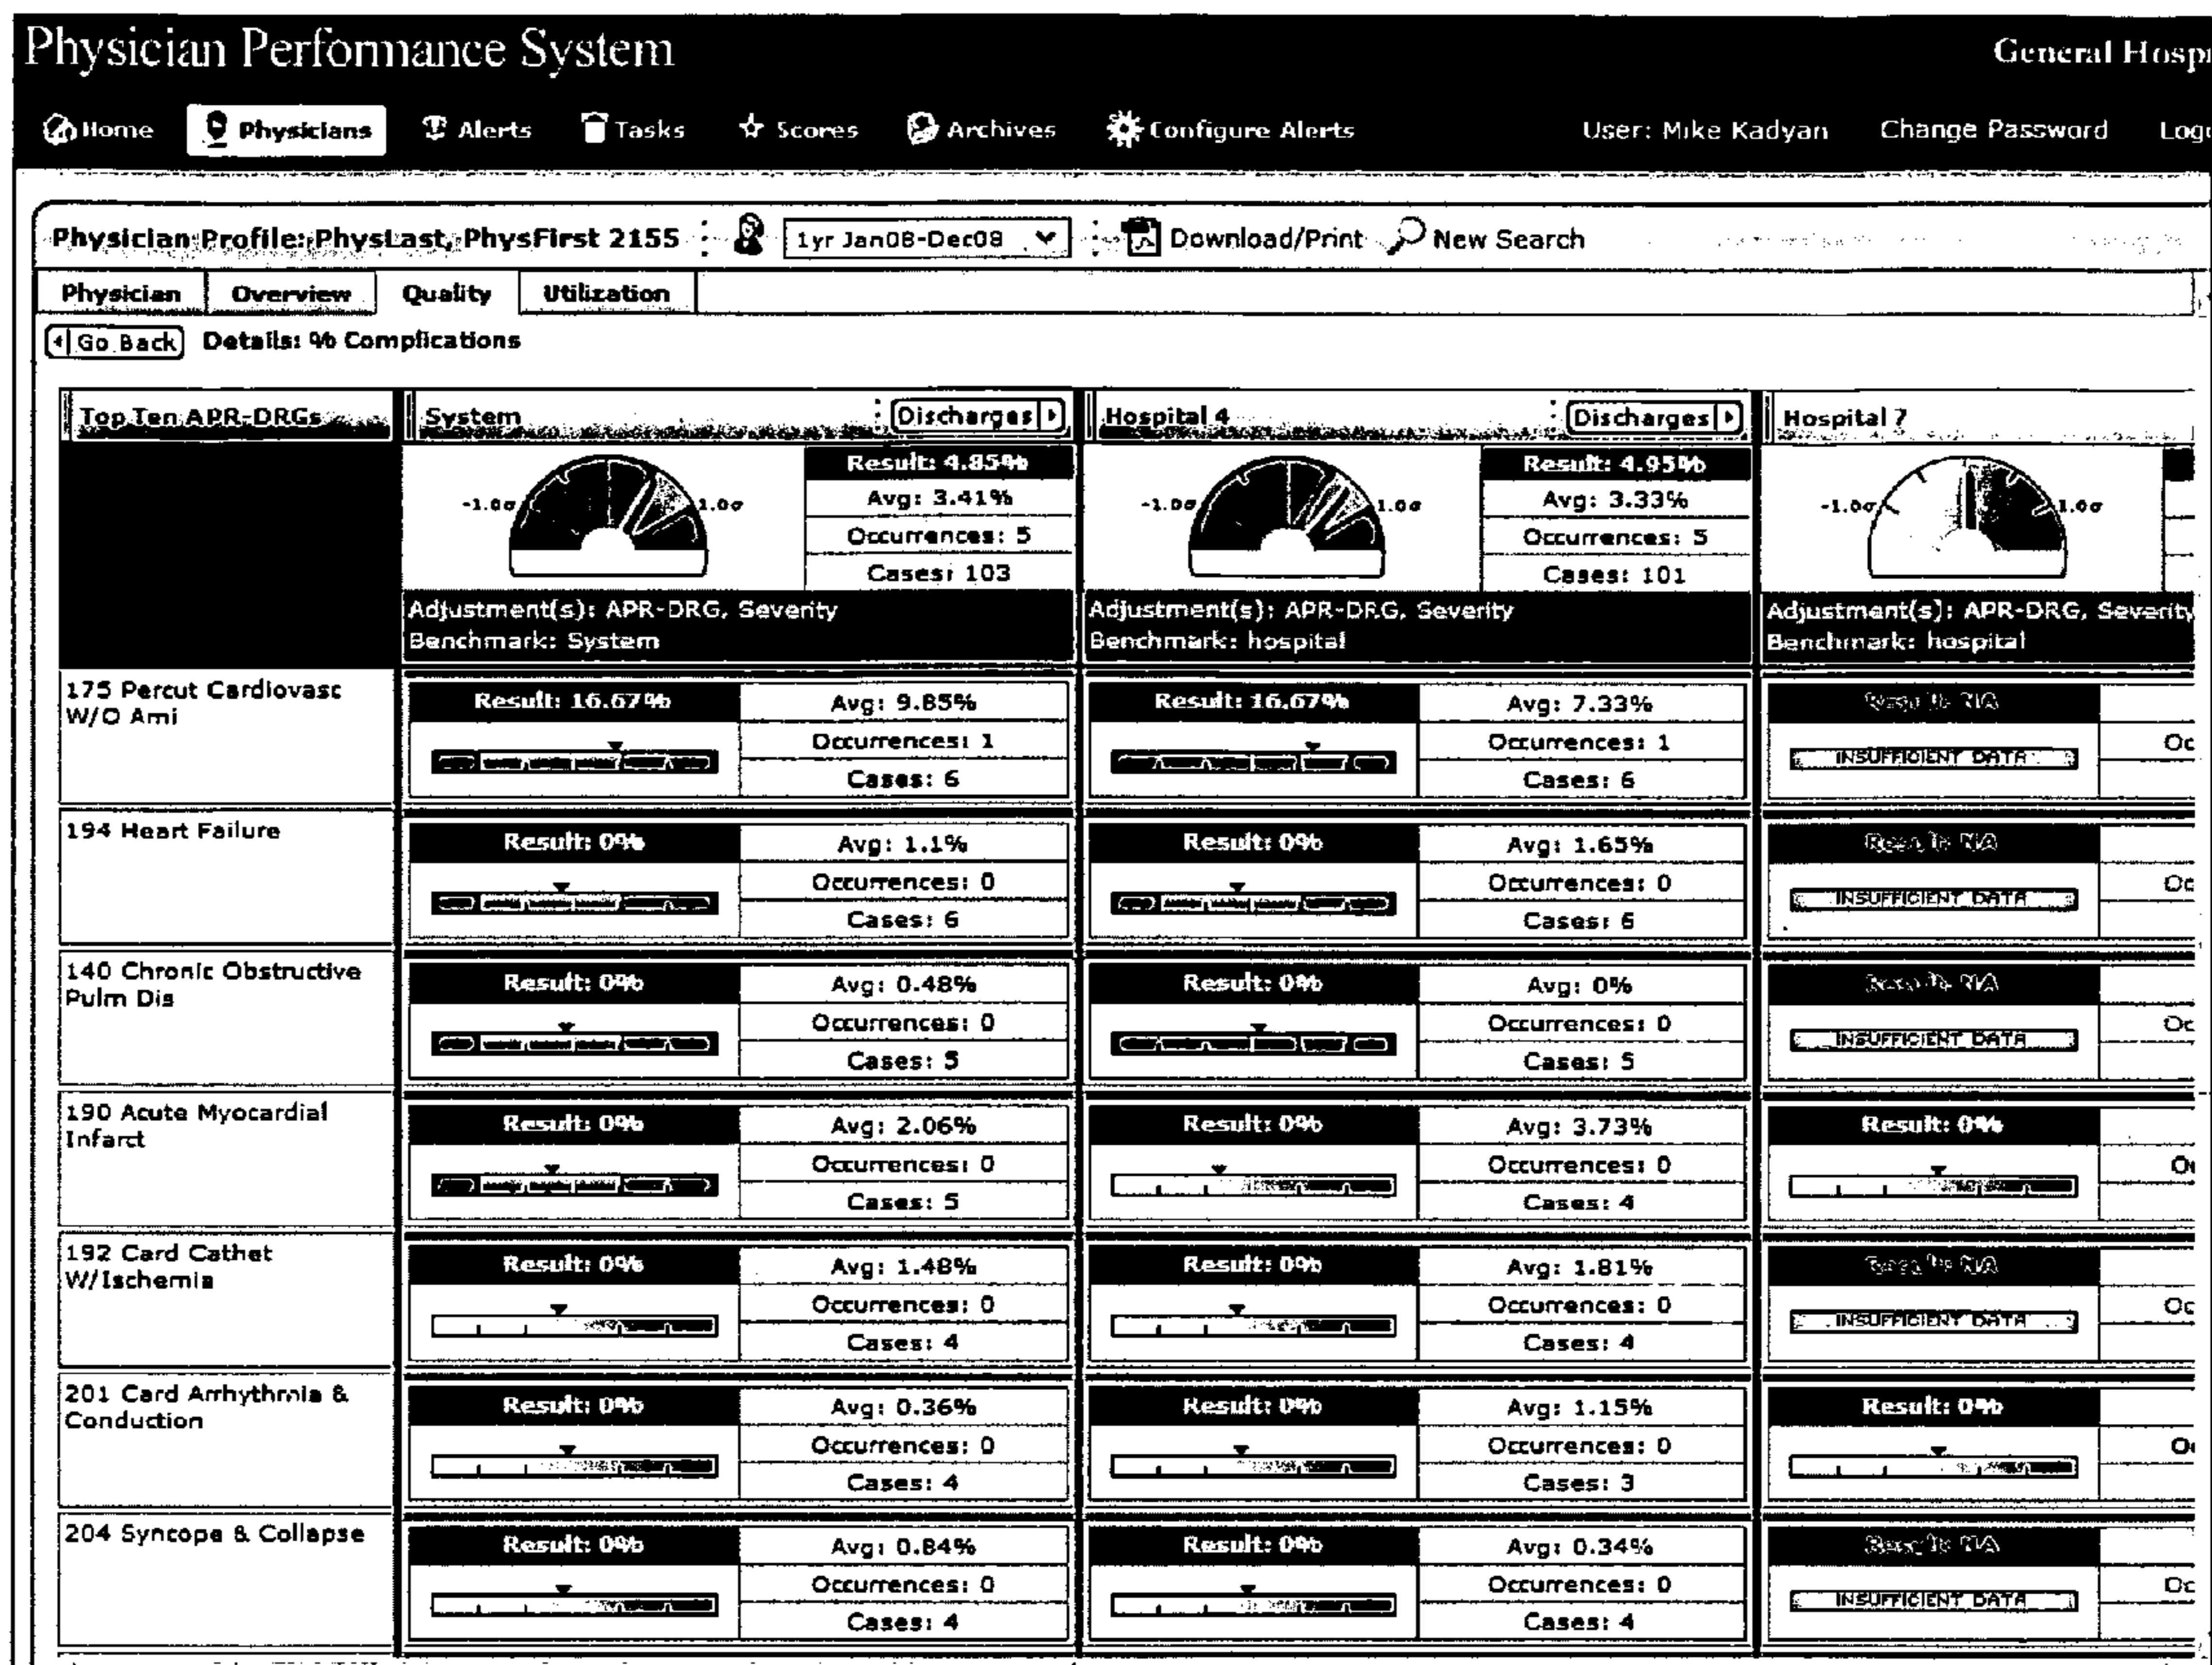 Physician Performance System
General Hospi
Home Physicians Alerts Tasks Scores Archives Configure Alerts User: Mike Kadyan Change Password Logo
Physician Profile: PhysLast, PhysFirst 2155 1yr Jan08-Dec08 Download/Print New Search
Physician Overview Quality Utilization
Go Back Details: % Complications
Top Ten APR-DRGs System Discharges Hospital 4 Discharges Hospital 7
-1.0σ 1.0σ Result: 4.85% -1.0σ 1.0σ Result: 4.95% -1.0σ 1.0σ
Avg: 3.41% Avg: 3.33%
Occurrences: 5 Occurrences: 5
Cases: 103 Cases: 101
Adjustment(s): APR-DRG, Severity Adjustment(s): APR-DRG, Severity Adjustment(s): APR-DRG, Severity
Benchmark: System Benchmark: hospital Benchmark: hospital
175 Percut Cardiovasc W/O Ami
Result: 16.67% Avg: 9.85% Result: 16.67% Avg: 7.33% Result: N/A
Occurrences: 1 Occurrences: 1 Oc
Cases: 6 Cases: 6 INSUFFICIENT DATA
194 Heart Failure
Result: 0% Avg: 1.1% Result: 0% Avg: 1.65% Result: N/A
Occurrences: 0 Occurrences: 0 Oc
Cases: 6 Cases: 6 INSUFFICIENT DATA
140 Chronic Obstructive Pulm Dis
Result: 0% Avg: 0.48% Result: 0% Avg: 0% Result: N/A
Occurrences: 0 Occurrences: 0 Oc
Cases: 5 Cases: 5 INSUFFICIENT DATA
190 Acute Myocardial Infarct
Result: 0% Avg: 2.06% Result: 0% Avg: 3.73% Result: 0%
Occurrences: 0 Occurrences: 0 O
Cases: 5 Cases: 4
192 Card Cathet W/Ischemia
Result: 0% Avg: 1.48% Result: 0% Avg: 1.81% Result: N/A
Occurrences: 0 Occurrences: 0 Oc
Cases: 4 Cases: 4 INSUFFICIENT DATA
201 Card Arrhythmia & Conduction
Result: 0% Avg: 0.36% Result: 0% Avg: 1.15% Result: 0%
Occurrences: 0 Occurrences: 0 O
Cases: 4 Cases: 3
204 Syncope & Collapse
Result: 0% Avg: 0.84% Result: 0% Avg: 0.34% Result: N/A
Occurrences: 0 Occurrences: 0 Oc
Cases: 4 Cases: 4 INSUFFICIENT DATA